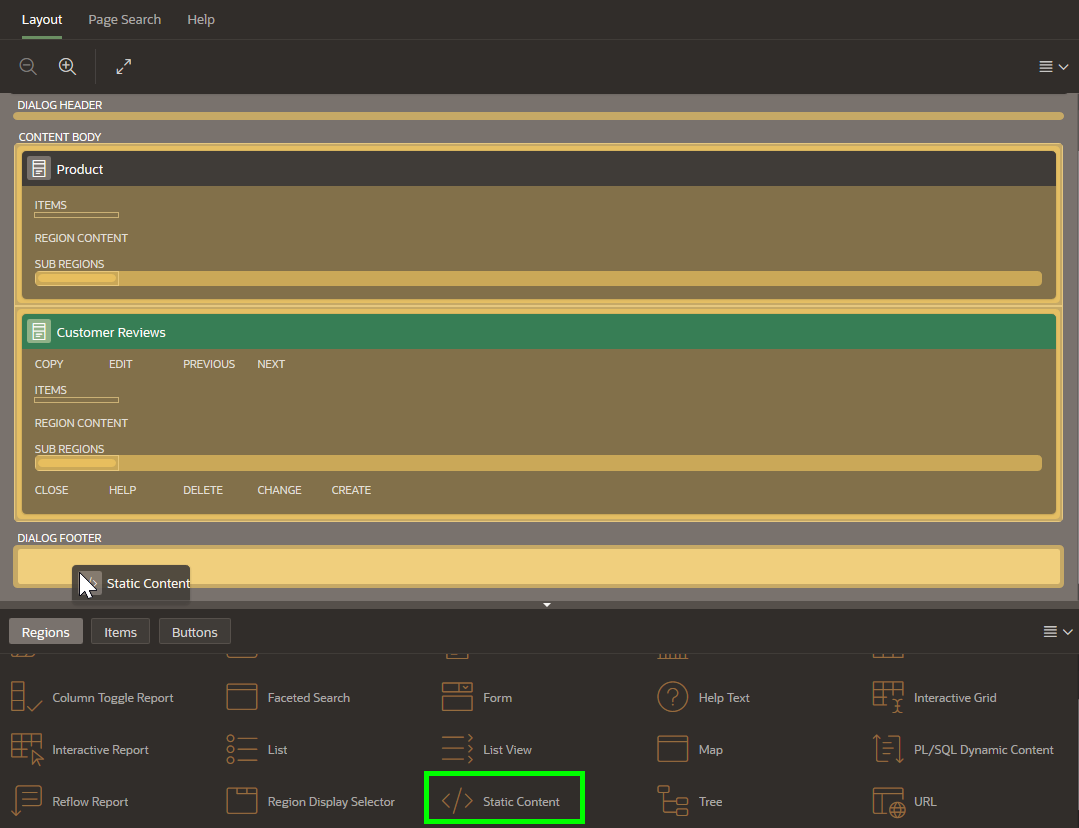 Layout Page Search Help
DIALOG HEADER
CONTENT BODY
Product
ITEMS
REGION CONTENT
SUB REGIONS
Customer Reviews
COPY EDIT PREVIOUS NEXT
ITEMS
REGION CONTENT
SUB REGIONS
CLOSE HELP DELETE CHANGE CREATE
DIALOG FOOTER
Static Content
Regions Items Buttons
Column Toggle Report Faceted Search Form Help Text Interactive Grid
Interactive Report List List View Map PL/SQL Dynamic Content
Reflow Report Region Display Selector Static Content Tree URL